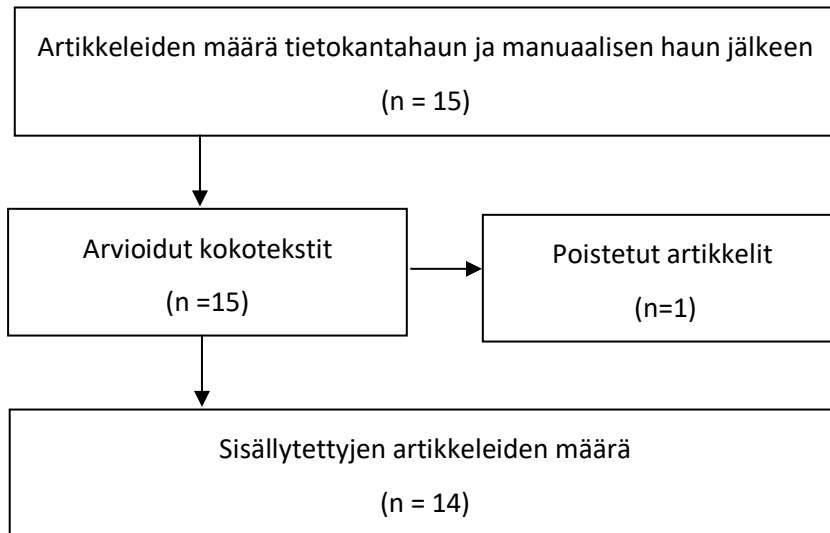 Artikkeleiden määrä tietokantahaun ja manuaalisen haun jälkeen
(n = 15)
Arvioidut kokotekstit
(n =15)
Poistetut artikkelit
(n=1)
Sisällytettyjen artikkeleiden määrä
(n = 14)